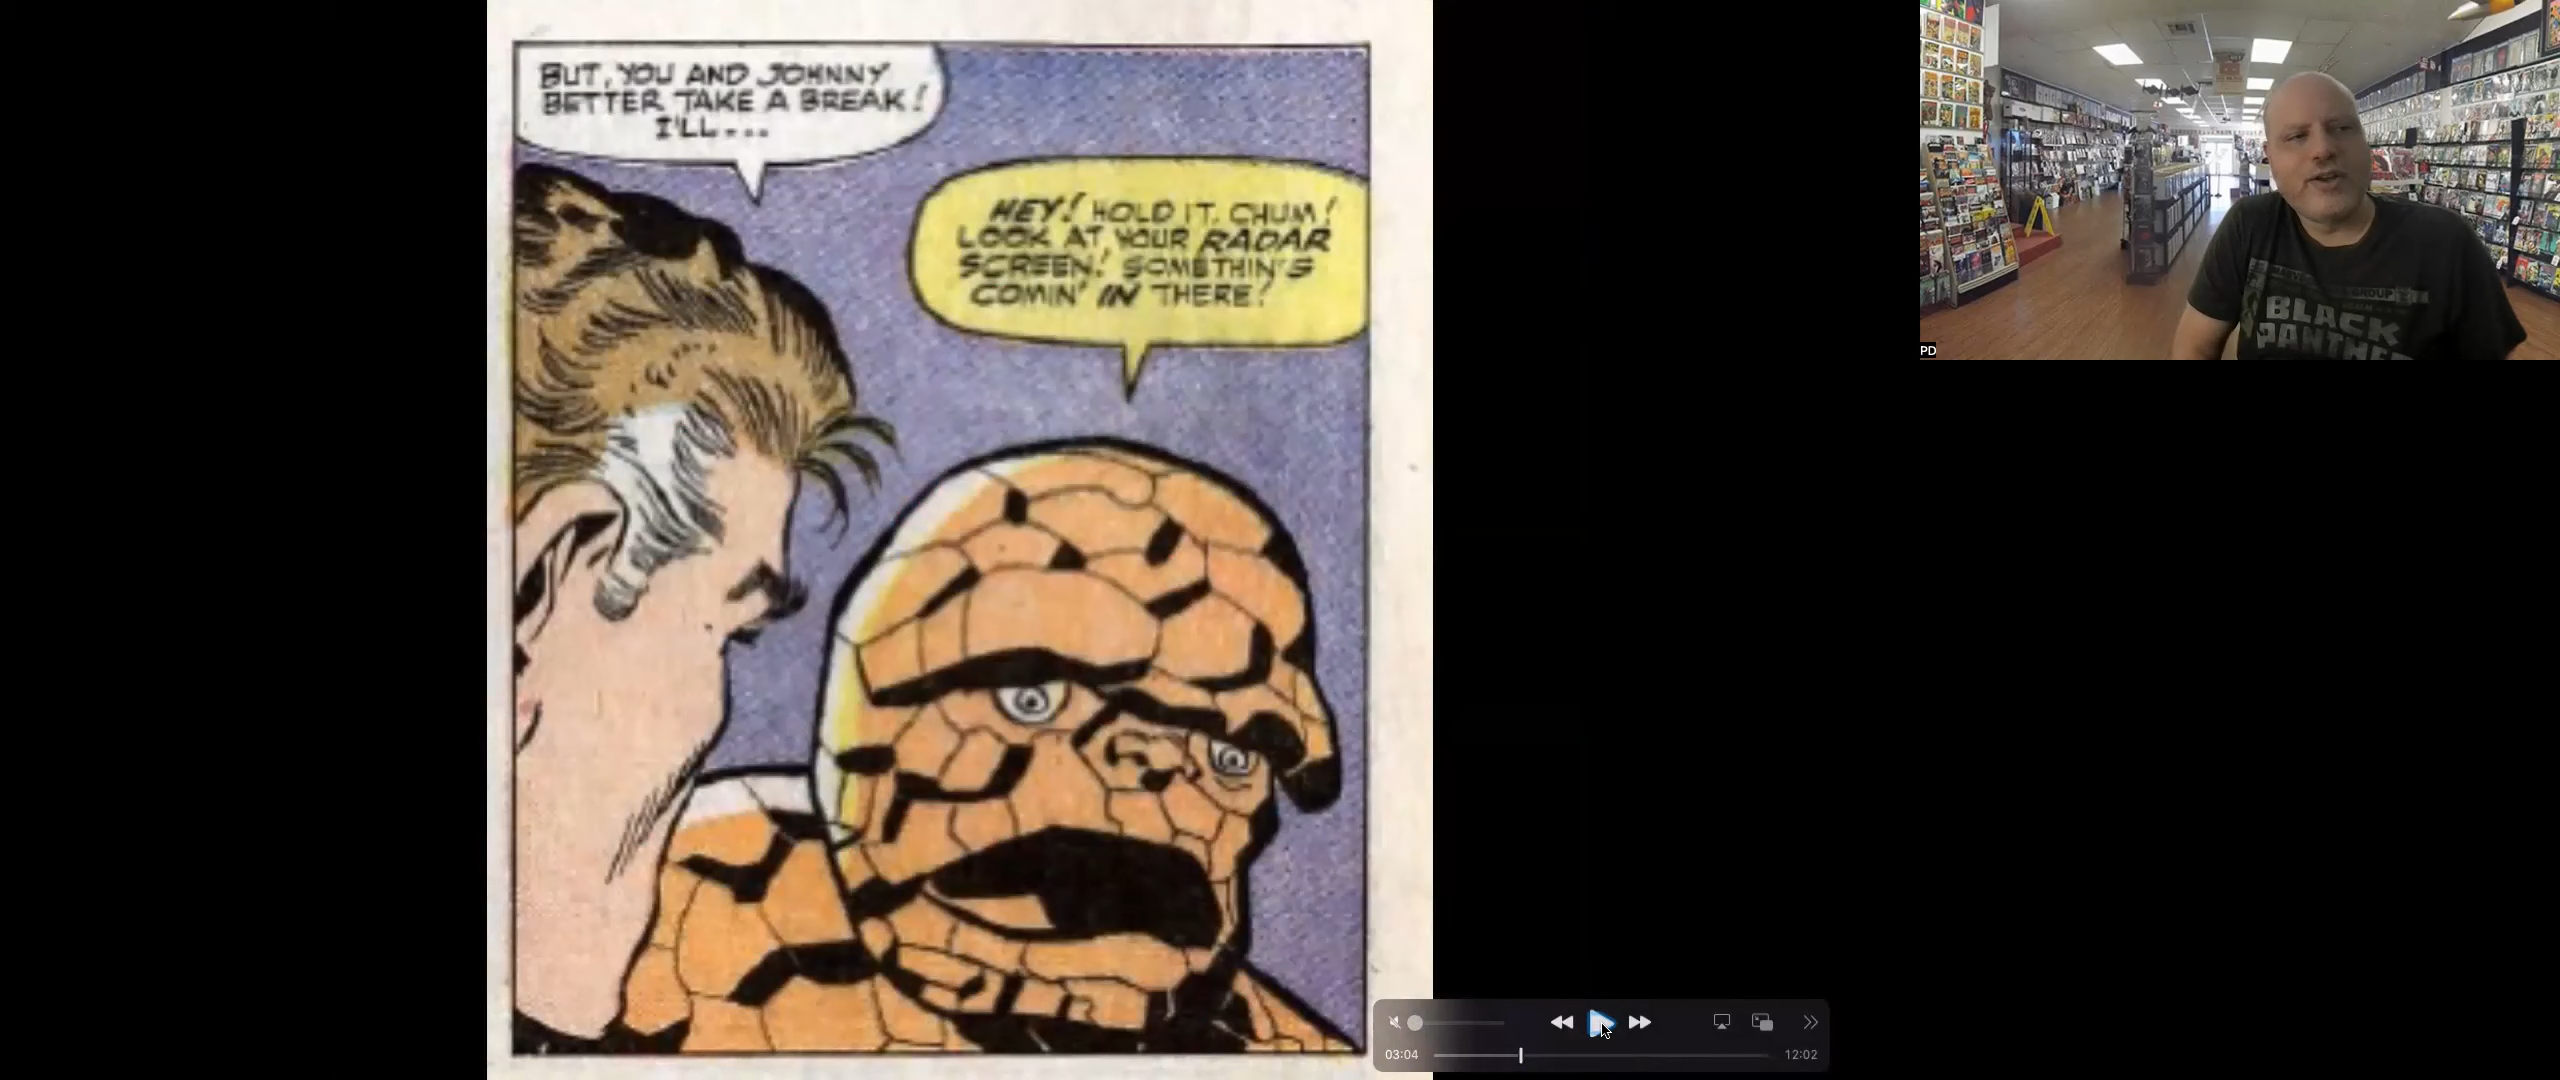 BUT, YOU AND JOHNNY
BETTER TAKE A BREAK!
I'LL---
HEY! HOLD IT, CHUM!
LOOK AT YOUR RADAR
SCREEN! SOMETHIN'S
COMIN' IN THERE!
GROUP
BLACK
PANTHER
PD
03:04
12:02